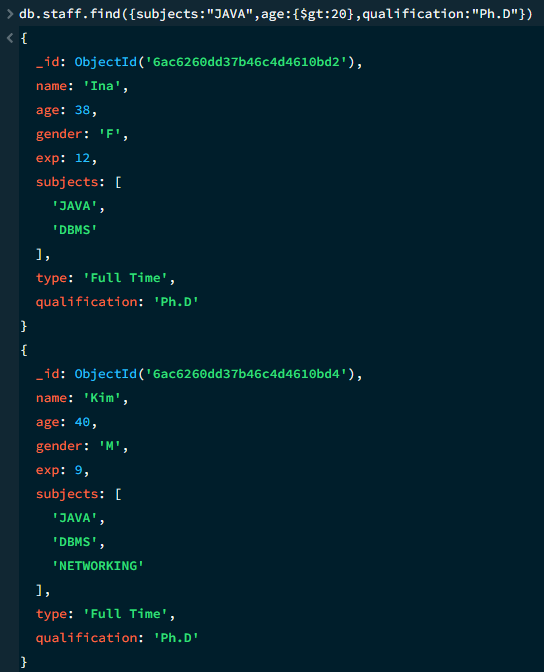 > db.staff.find({subjects:"JAVA",age:{$gt:20},qualification:"Ph.D"})
< {
_id: ObjectId('6ac6260dd37b46c4d4610bd2'),
name: 'Ina',
age: 38,
gender: 'F',
exp: 12,
subjects: [
'JAVA',
'DBMS'
],
type: 'Full Time',
qualification: 'Ph.D'
}
{
_id: ObjectId('6ac6260dd37b46c4d4610bd4'),
name: 'Kim',
age: 40,
gender: 'M',
exp: 9,
subjects: [
'JAVA',
'DBMS',
'NETWORKING'
],
type: 'Full Time',
qualification: 'Ph.D'
}